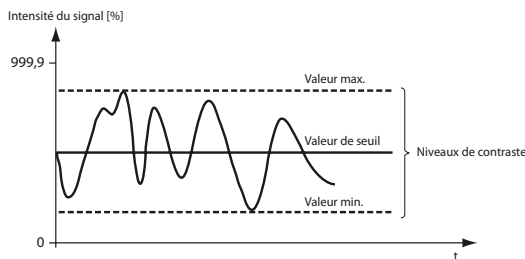 Intensité du signal [%]
999,9
Valeur max.
Valeur de seuil
Niveaux de contraste
Valeur min.
0
t